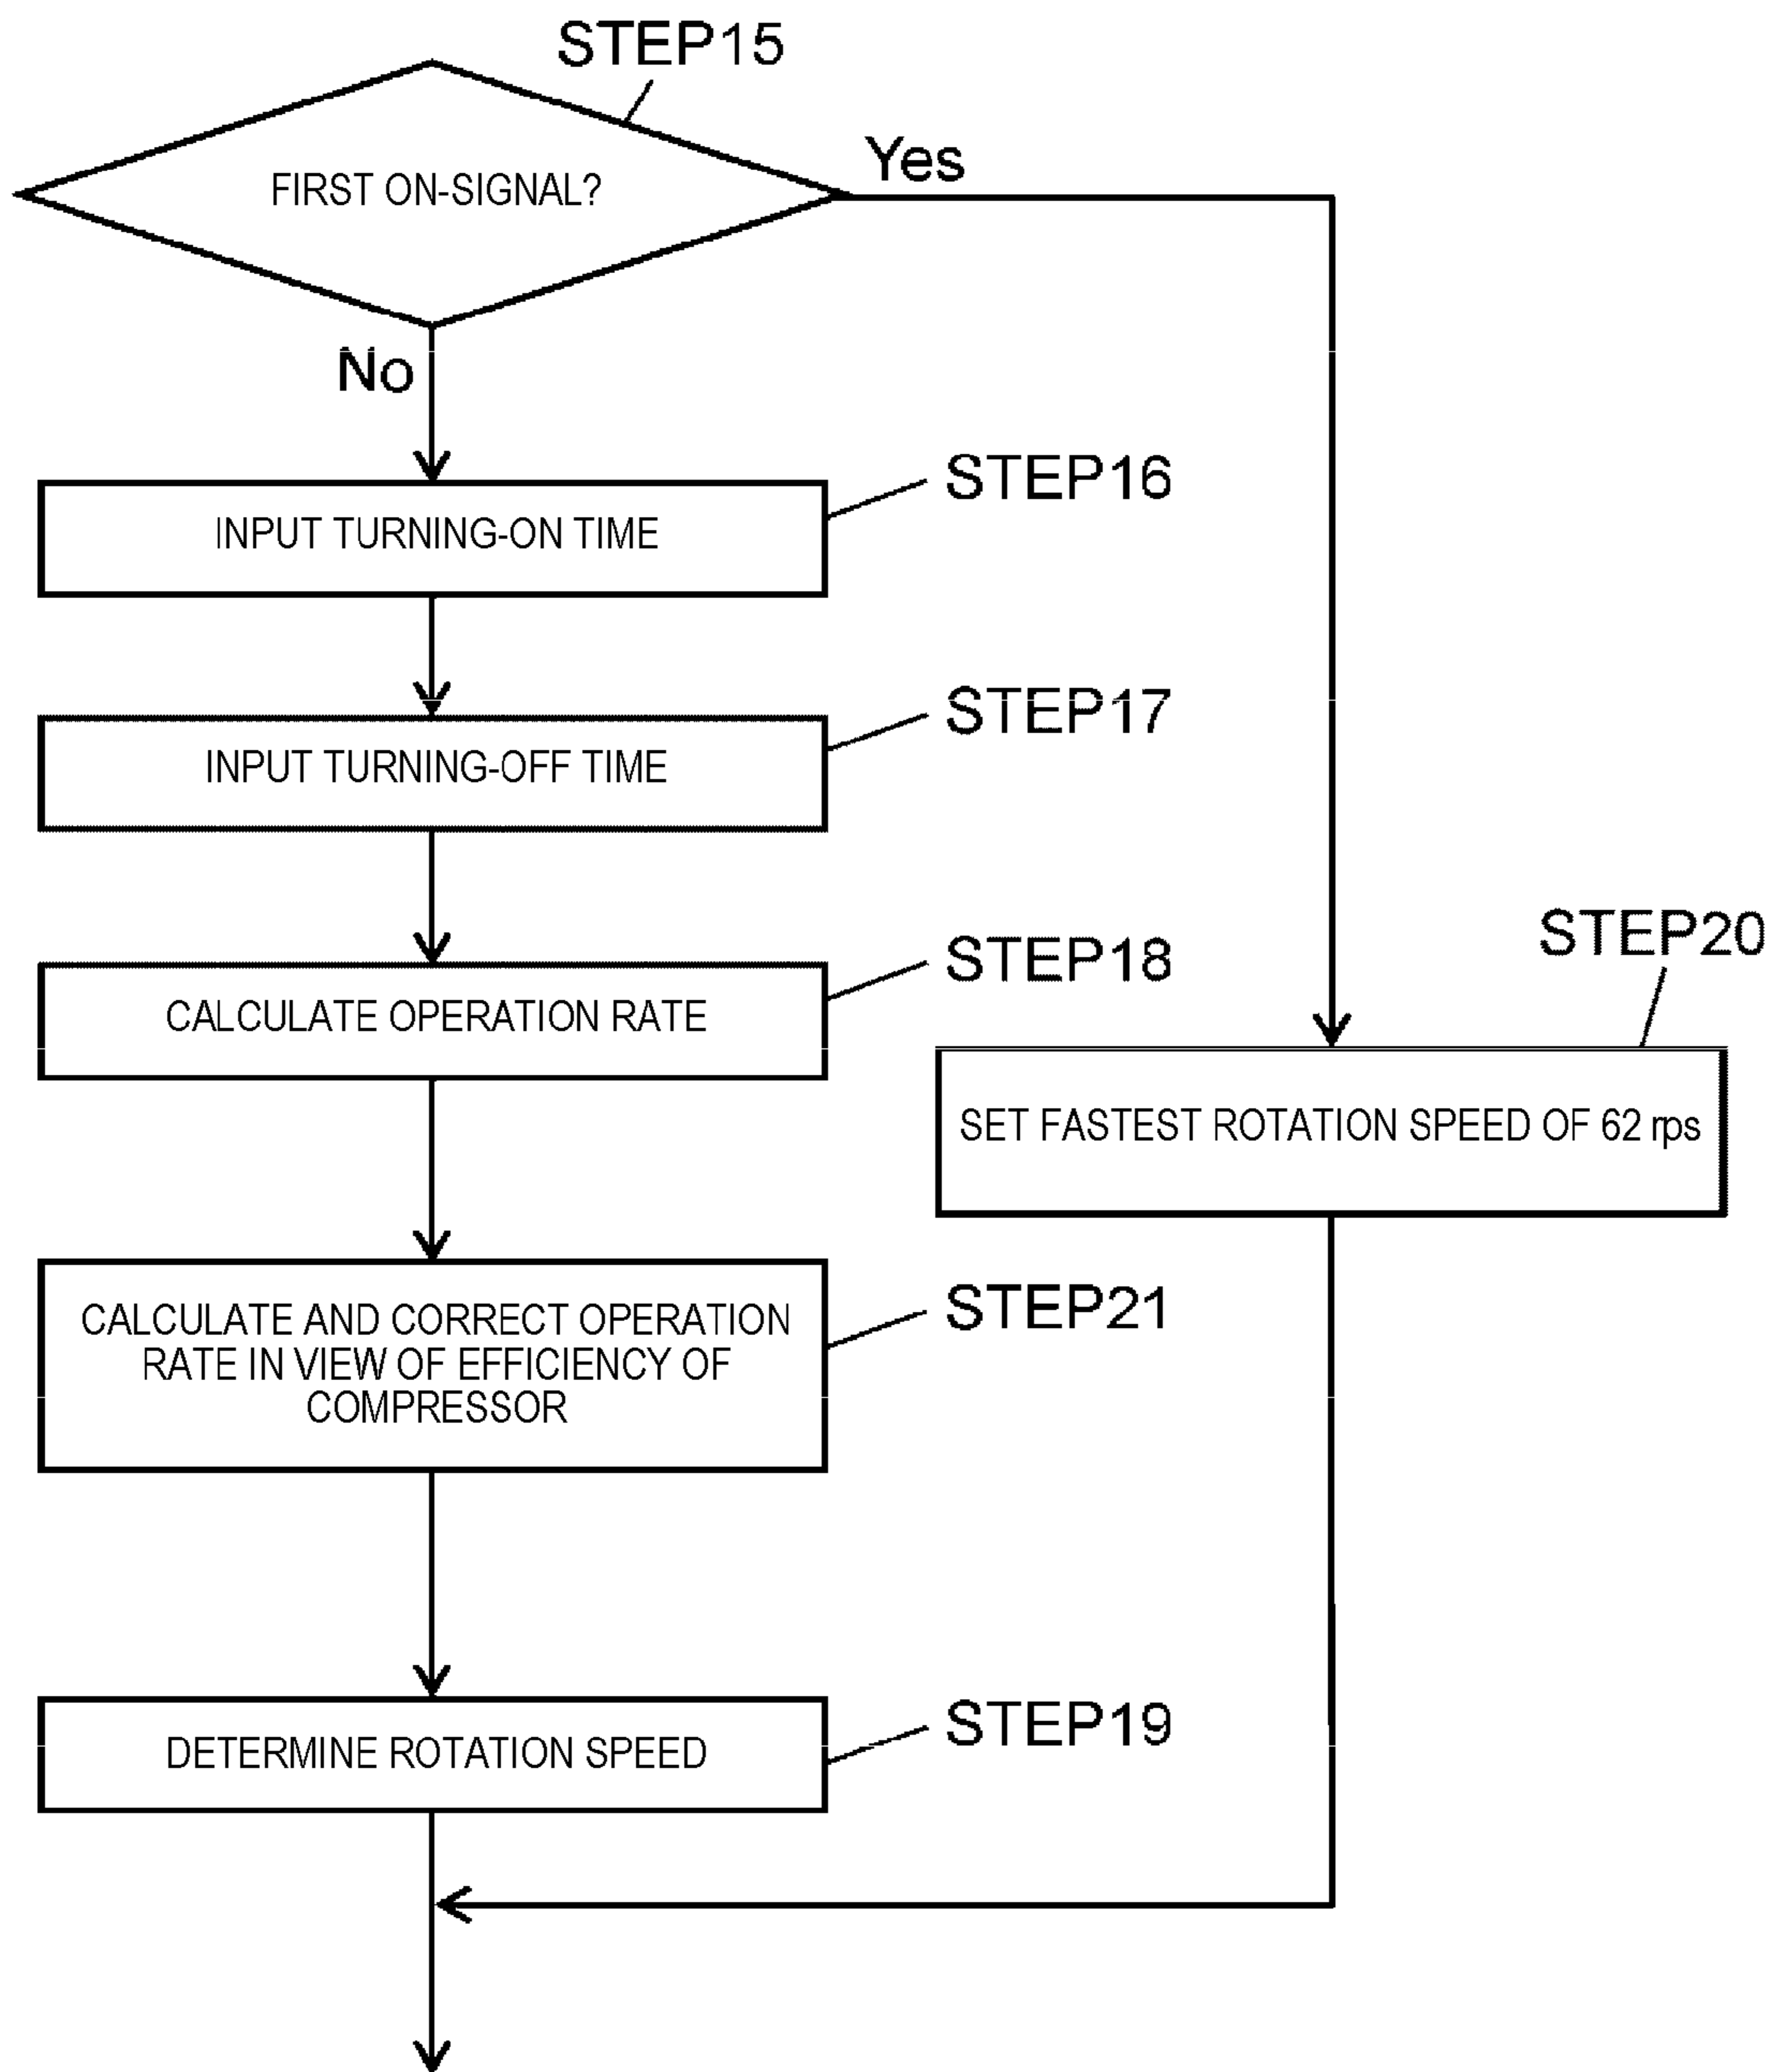 STEP15
FIRST ON-SIGNAL?
Yes
No
STEP16
INPUT TURNING-ON TIME
STEP17
INPUT TURNING-OFF TIME
STEP18
CALCULATE OPERATION RATE
STEP20
SET FASTEST ROTATION SPEED OF 62 rps
STEP21
CALCULATE AND CORRECT OPERATION
RATE IN VIEW OF EFFICIENCY OF
COMPRESSOR
STEP19
DETERMINE ROTATION SPEED